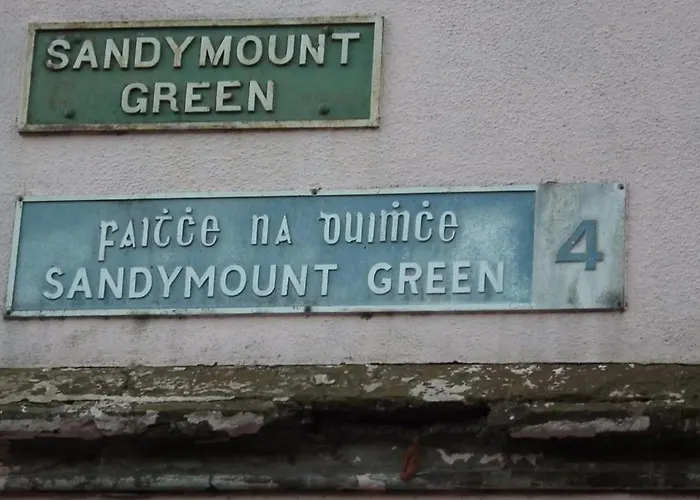 SANDYMOUNT
GREEN
faiṫċe na duiṁċe
SANDYMOUNT GREEN 4